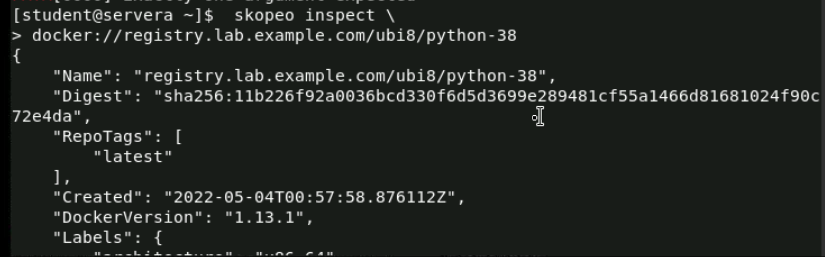 [student@servera ~]$  skopeo inspect \
> docker://registry.lab.example.com/ubi8/python-38
{
    "Name": "registry.lab.example.com/ubi8/python-38",
    "Digest": "sha256:11b226f92a0036bcd330f6d5d3699e289481cf55a1466d81681024f90c
72e4da",
    "RepoTags": [
        "latest"
    ],
    "Created": "2022-05-04T00:57:58.876112Z",
    "DockerVersion": "1.13.1",
    "Labels": {